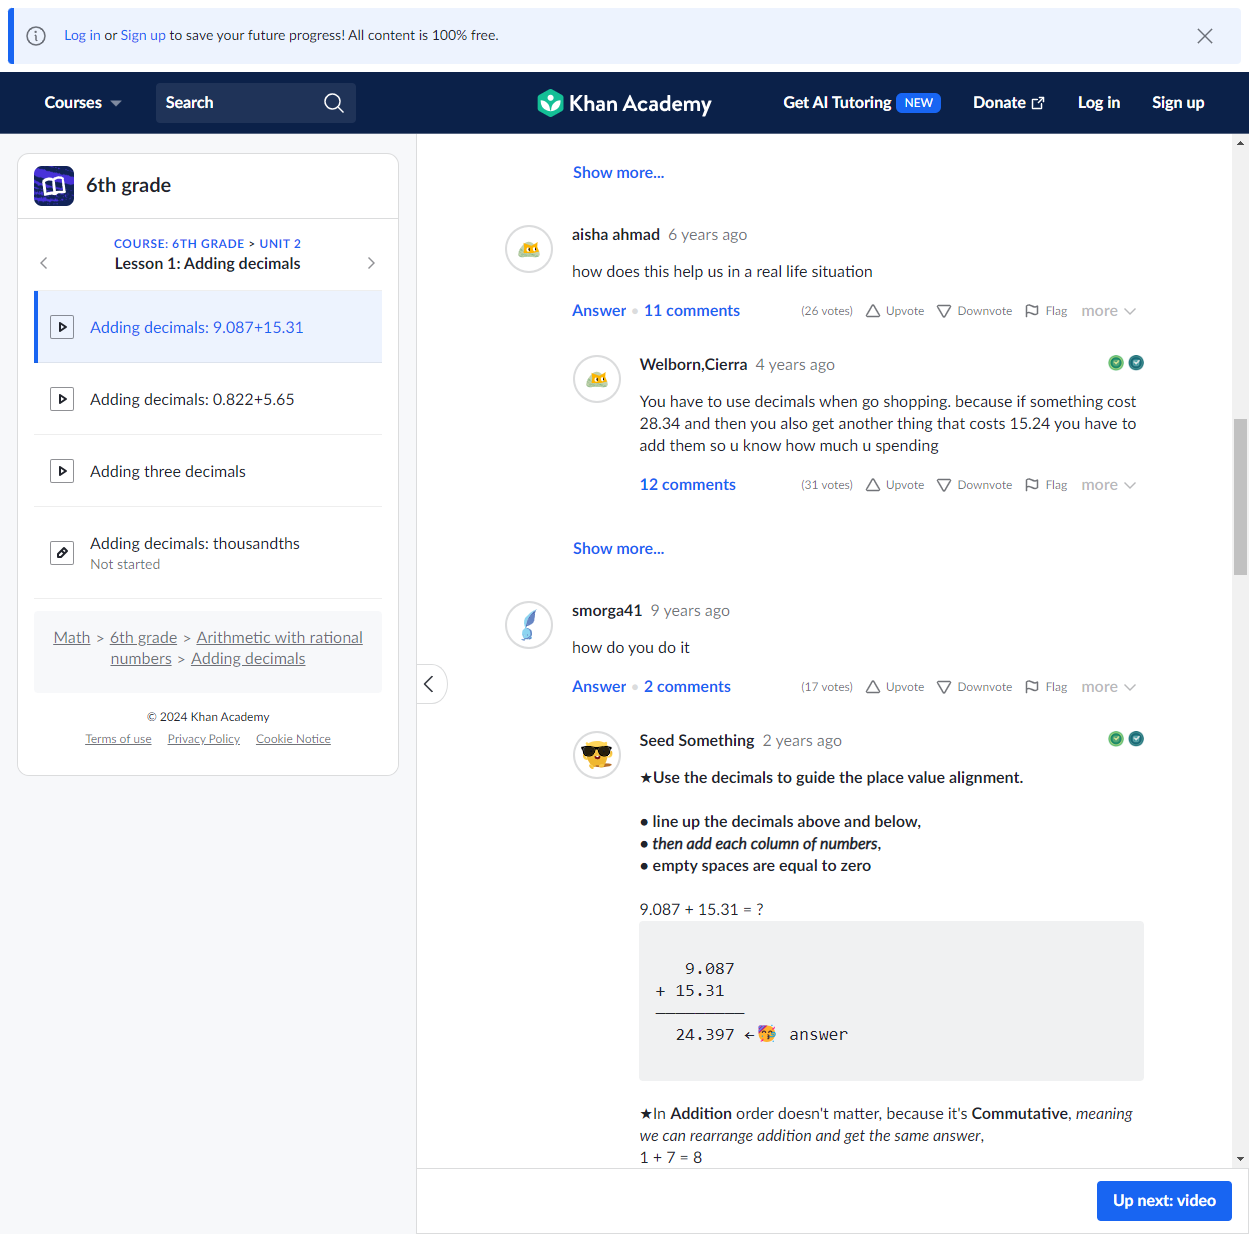 Log in or Sign up to save your future progress! All content is 100% free.
Courses
Search
Khan Academy
Get AI Tutoring NEW
Donate
Log in
Sign up
6th grade
COURSE: 6TH GRADE > UNIT 2
Lesson 1: Adding decimals
Adding decimals: 9.087+15.31
Adding decimals: 0.822+5.65
Adding three decimals
Adding decimals: thousandths
Not started
Math > 6th grade > Arithmetic with rational
numbers > Adding decimals
© 2024 Khan Academy
Terms of use Privacy Policy Cookie Notice
Show more...
aisha ahmad 6 years ago
how does this help us in a real life situation
Answer • 11 comments (26 votes) Upvote Downvote Flag more
Welborn,Cierra 4 years ago
You have to use decimals when go shopping. because if something cost
28.34 and then you also get another thing that costs 15.24 you have to
add them so u know how much u spending
12 comments (31 votes) Upvote Downvote Flag more
Show more...
smorga41 9 years ago
how do you do it
Answer • 2 comments (17 votes) Upvote Downvote Flag more
Seed Something 2 years ago
★Use the decimals to guide the place value alignment.
● line up the decimals above and below,
● then add each column of numbers,
● empty spaces are equal to zero
9.087 + 15.31 = ?
9.087
+ 15.31
—————————
24.397 ←🥳 answer
★In Addition order doesn't matter, because it's Commutative, meaning
we can rearrange addition and get the same answer,
1 + 7 = 8
Up next: video